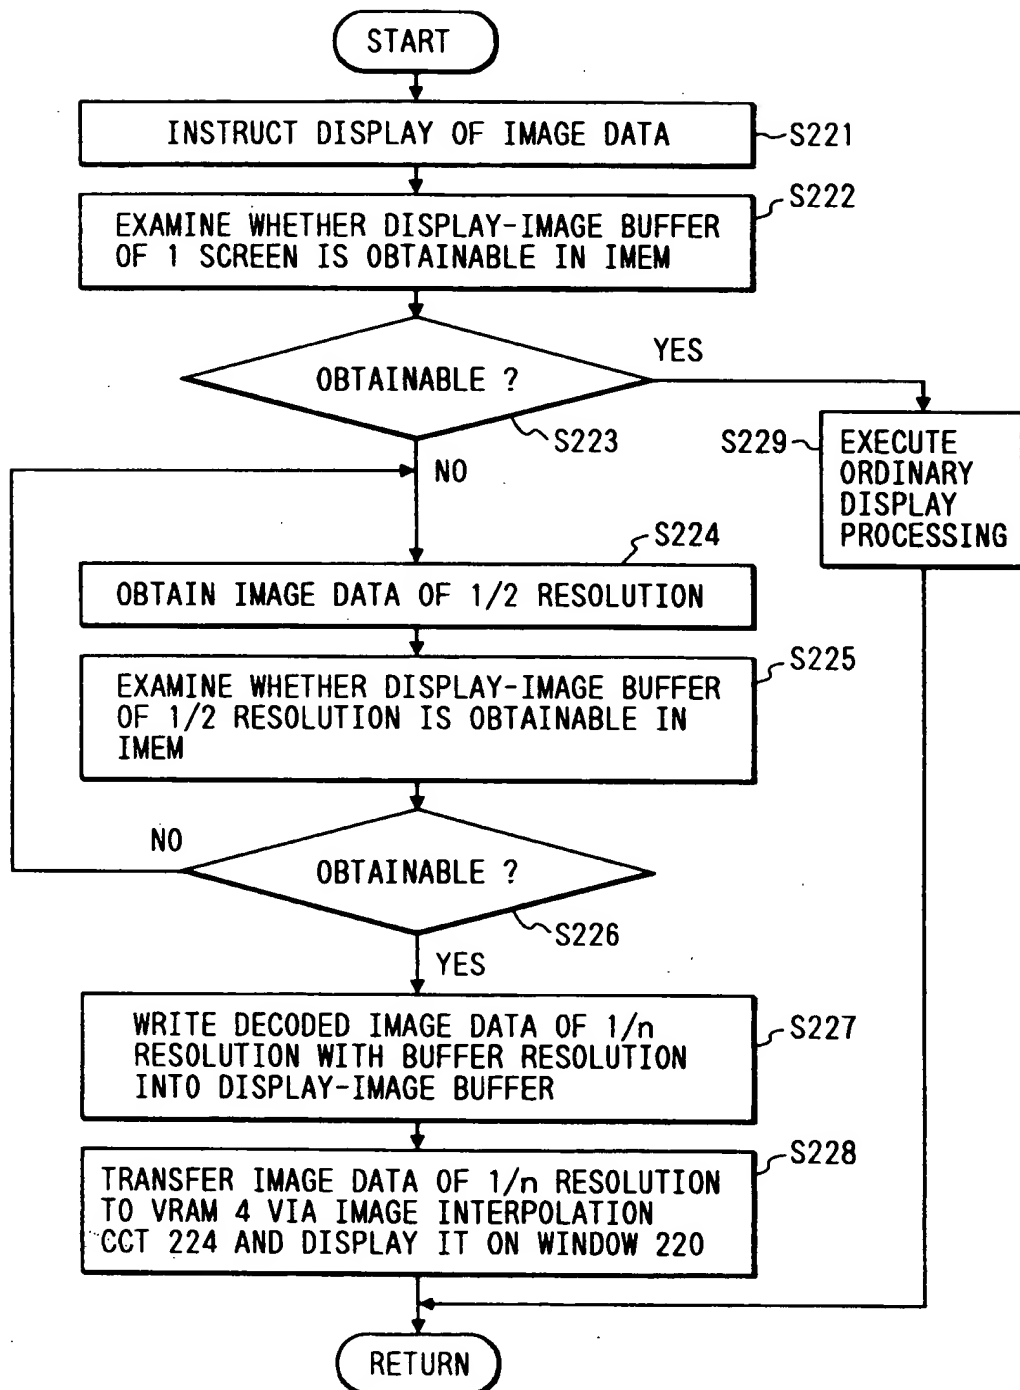 START
INSTRUCT DISPLAY OF IMAGE DATA
S221
S222
EXAMINE WHETHER DISPLAY-IMAGE BUFFER
OF 1 SCREEN IS OBTAINABLE IN IMEM
OBTAINABLE ?
YES
S223
NO
S229
EXECUTE
ORDINARY
DISPLAY
PROCESSING
S224
OBTAIN IMAGE DATA OF 1/2 RESOLUTION
S225
EXAMINE WHETHER DISPLAY-IMAGE BUFFER
OF 1/2 RESOLUTION IS OBTAINABLE IN
IMEM
NO
OBTAINABLE ?
S226
YES
WRITE DECODED IMAGE DATA OF 1/n
RESOLUTION WITH BUFFER RESOLUTION
INTO DISPLAY-IMAGE BUFFER
S227
S228
TRANSFER IMAGE DATA OF 1/n RESOLUTION
TO VRAM 4 VIA IMAGE INTERPOLATION
CCT 224 AND DISPLAY IT ON WINDOW 220
RETURN